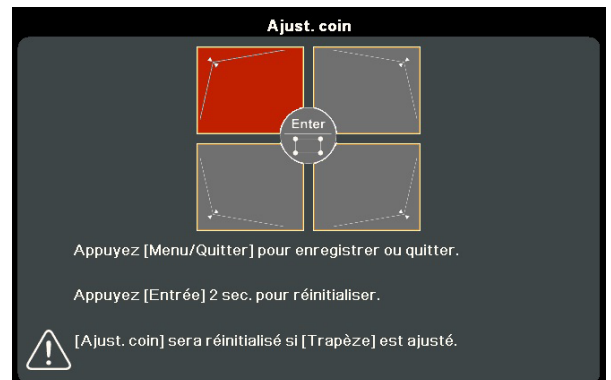 Ajust. coin
Enter
Appuyez [Menu/Quitter] pour enregistrer ou quitter.
Appuyez [Entrée] 2 sec. pour réinitialiser.
[Ajust. coin] sera réinitialisé si [Trapèze] est ajusté.